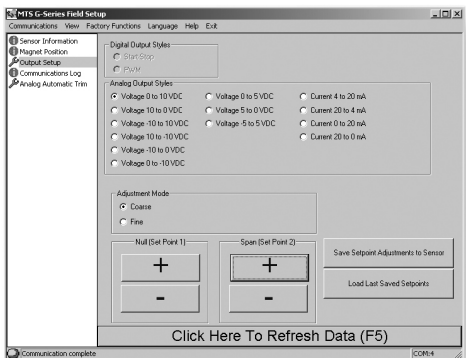 MTS G-Series Field Setup
Communications View Factory Functions Language Help Exit
Sensor Information
Magnet Position
Output Setup
Communications Log
Analog Automatic Trim
Digital Output Styles
Start-Stop
PWM
Analog Output Styles
Voltage 0 to 10 VDC Voltage 0 to 5 VDC Current 4 to 20 mA
Voltage 10 to 0 VDC Voltage 5 to 0 VDC Current 20 to 4 mA
Voltage -10 to 10 VDC Voltage -5 to 5 VDC Current 0 to 20 mA
Voltage 10 to -10 VDC Current 20 to 0 mA
Voltage -10 to 0 VDC
Voltage 0 to -10 VDC
Adjustment Mode
Coarse
Fine
Null (Set Point 1) Span (Set Point 2)
+ +
- -
Save Setpoint Adjustments to Sensor
Load Last Saved Setpoints
Click Here To Refresh Data (F5)
Communication complete COM:4